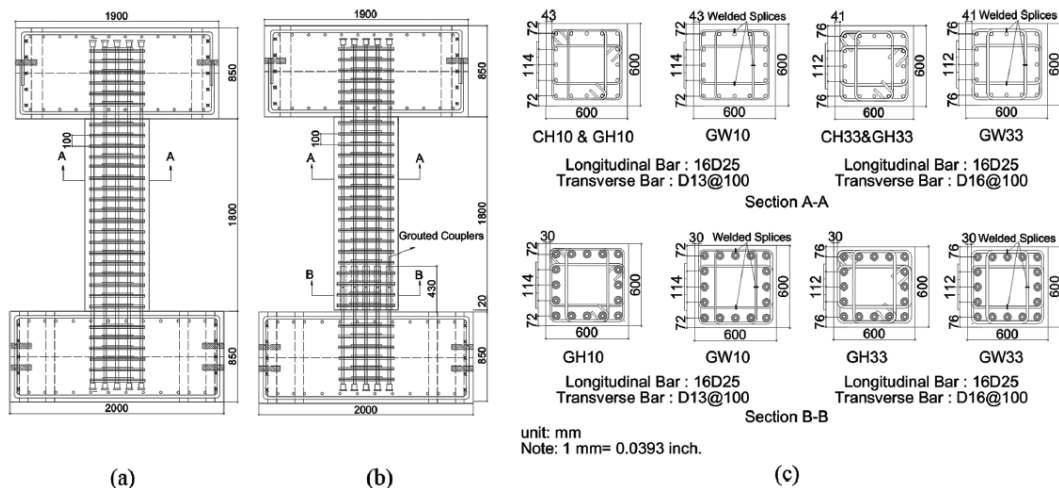 1900
850
100
A A
1800
850
2000
(a)
1900
850
100
A A
1800
Grouted Couplers
B B
430
20
850
2000
(b)
43
72
114
72
600
600
CH10 & GH10
43 Welded Splices
72
114
72
600
600
GW10
Longitudinal Bar : 16D25
Transverse Bar : D13@100
41
76
112
76
600
600
CH33&GH33
41 Welded Splices
76
112
76
600
600
GW33
Longitudinal Bar : 16D25
Transverse Bar : D16@100
Section A-A
30
72
114
72
600
600
GH10
30 Welded Splices
72
112
72
600
600
GW10
Longitudinal Bar : 16D25
Transverse Bar : D13@100
30
76
112
76
600
600
GH33
30 Welded Splices
76
112
76
600
600
GW33
Longitudinal Bar : 16D25
Transverse Bar : D16@100
Section B-B
unit: mm
Note: 1 mm= 0.0393 inch.
(c)